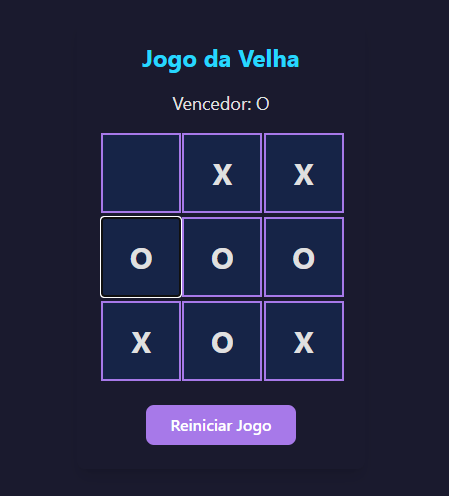 Jogo da Velha
Vencedor: O
X X
O O O
X O X
Reiniciar Jogo